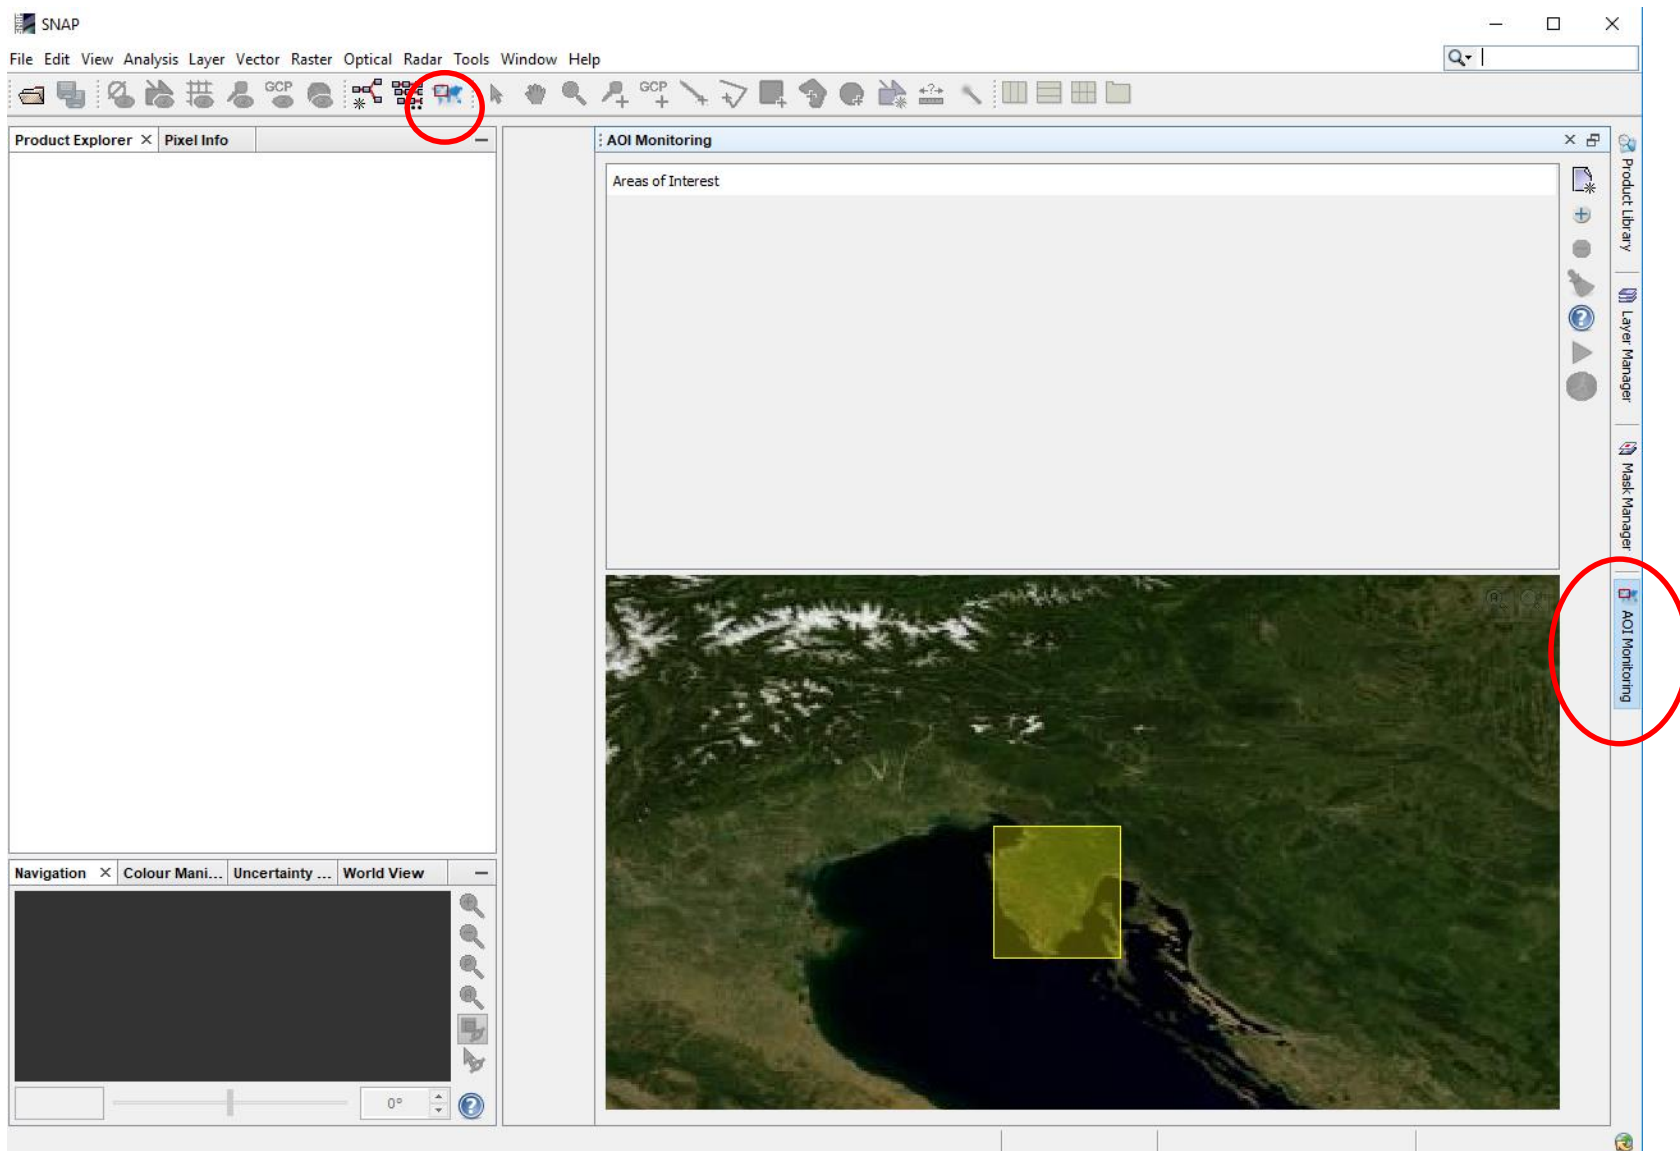 SNAP
File Edit View Analysis Layer Vector Raster Optical Radar Tools Window Help
GCP
GCP
Product Explorer
Pixel Info
AOI Monitoring
Areas of Interest
Product Library
Layer Manager
Mask Manager
AOI Monitoring
Navigation
Colour Mani...
Uncertainty ...
World View
0°